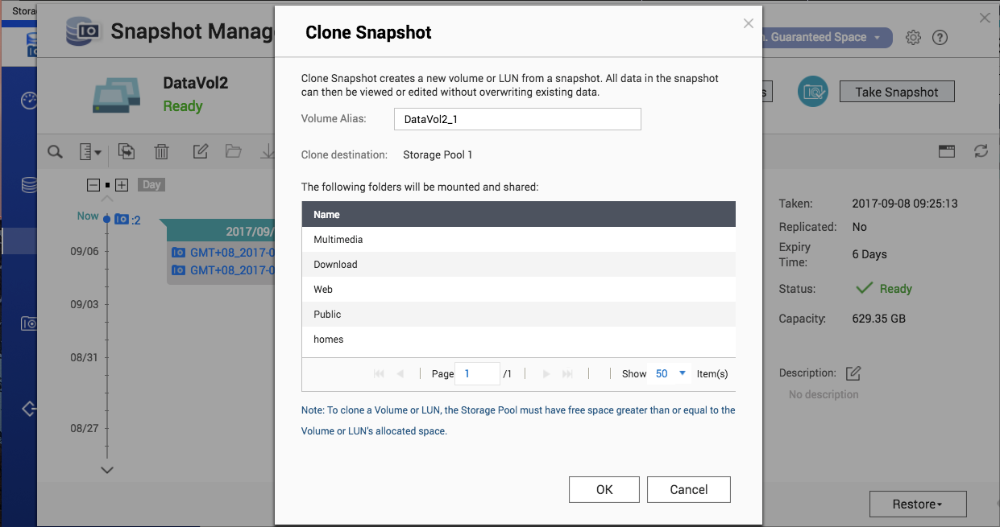 Stora
Snapshot Manag
. Guaranteed Space
DataVol2
Ready
s
Take Snapshot
Day
Now
:2
2017/09/
09/06
GMT+08_2017-0
GMT+08_2017-0
09/03
08/31
08/27
Clone Snapshot
Clone Snapshot creates a new volume or LUN from a snapshot. All data in the snapshot
can then be viewed or edited without overwriting existing data.
Volume Alias: DataVol2_1
Clone destination: Storage Pool 1
The following folders will be mounted and shared:
Name
Multimedia
Download
Web
Public
homes
Page 1 /1 Show 50 Item(s)
Note: To clone a Volume or LUN, the Storage Pool must have free space greater than or equal to the
Volume or LUN's allocated space.
OK Cancel
Taken: 2017-09-08 09:25:13
Replicated: No
Expiry
Time: 6 Days
Status: Ready
Capacity: 629.35 GB
Description:
No description
Restore